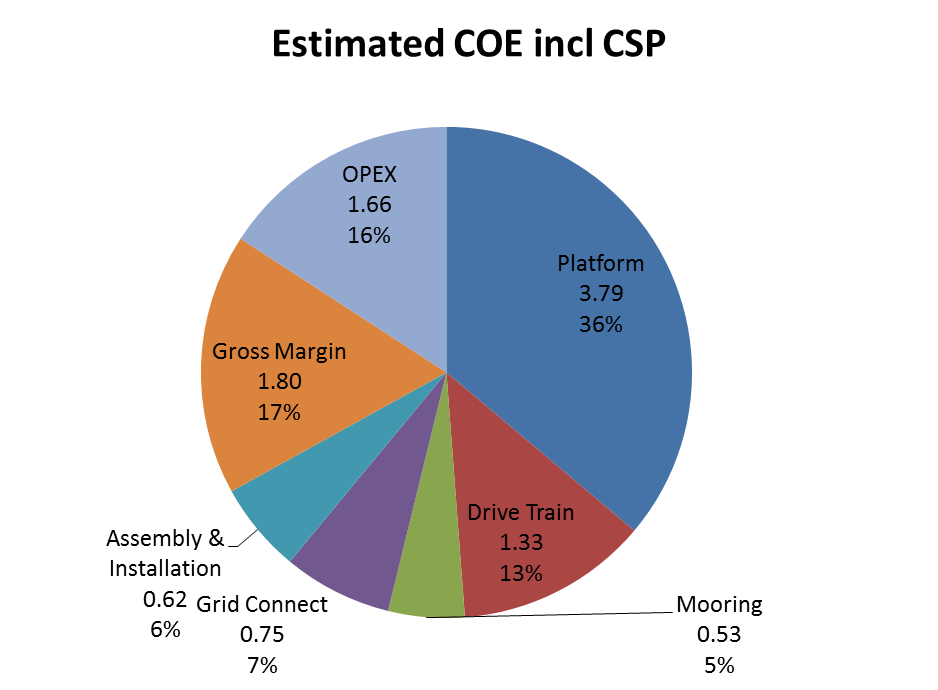 Estimated COE incl CSP
OPEX
1.66
16%
Platform
3.79
36%
Gross Margin
1.80
17%
Drive Train
1.33
13%
Assembly &
Installation
0.62
6%
Grid Connect
0.75
7%
Mooring
0.53
5%